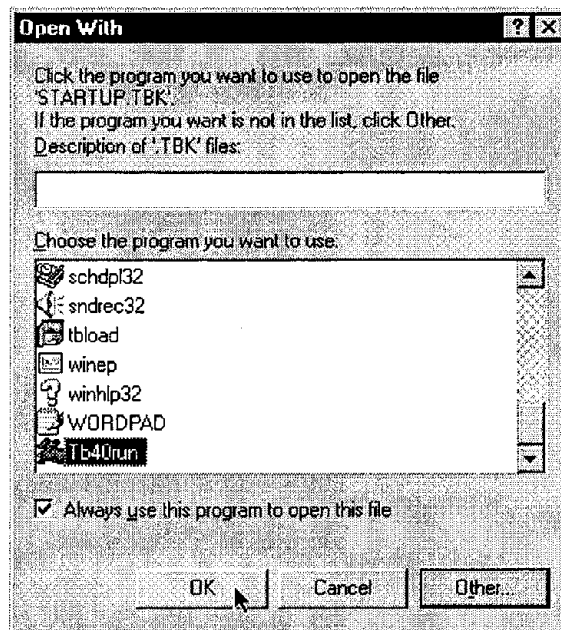 Open With
Click the program you want to use to open the file
'STARTUP.TBK'.
If the program you want is not in the list, click Other.
Description of '.TBK' files:
Choose the program you want to use:
schdpl32
sndrec32
tbload
winep
winhlp32
WORDPAD
Tb40run
Always use this program to open this file
OK Cancel Other...